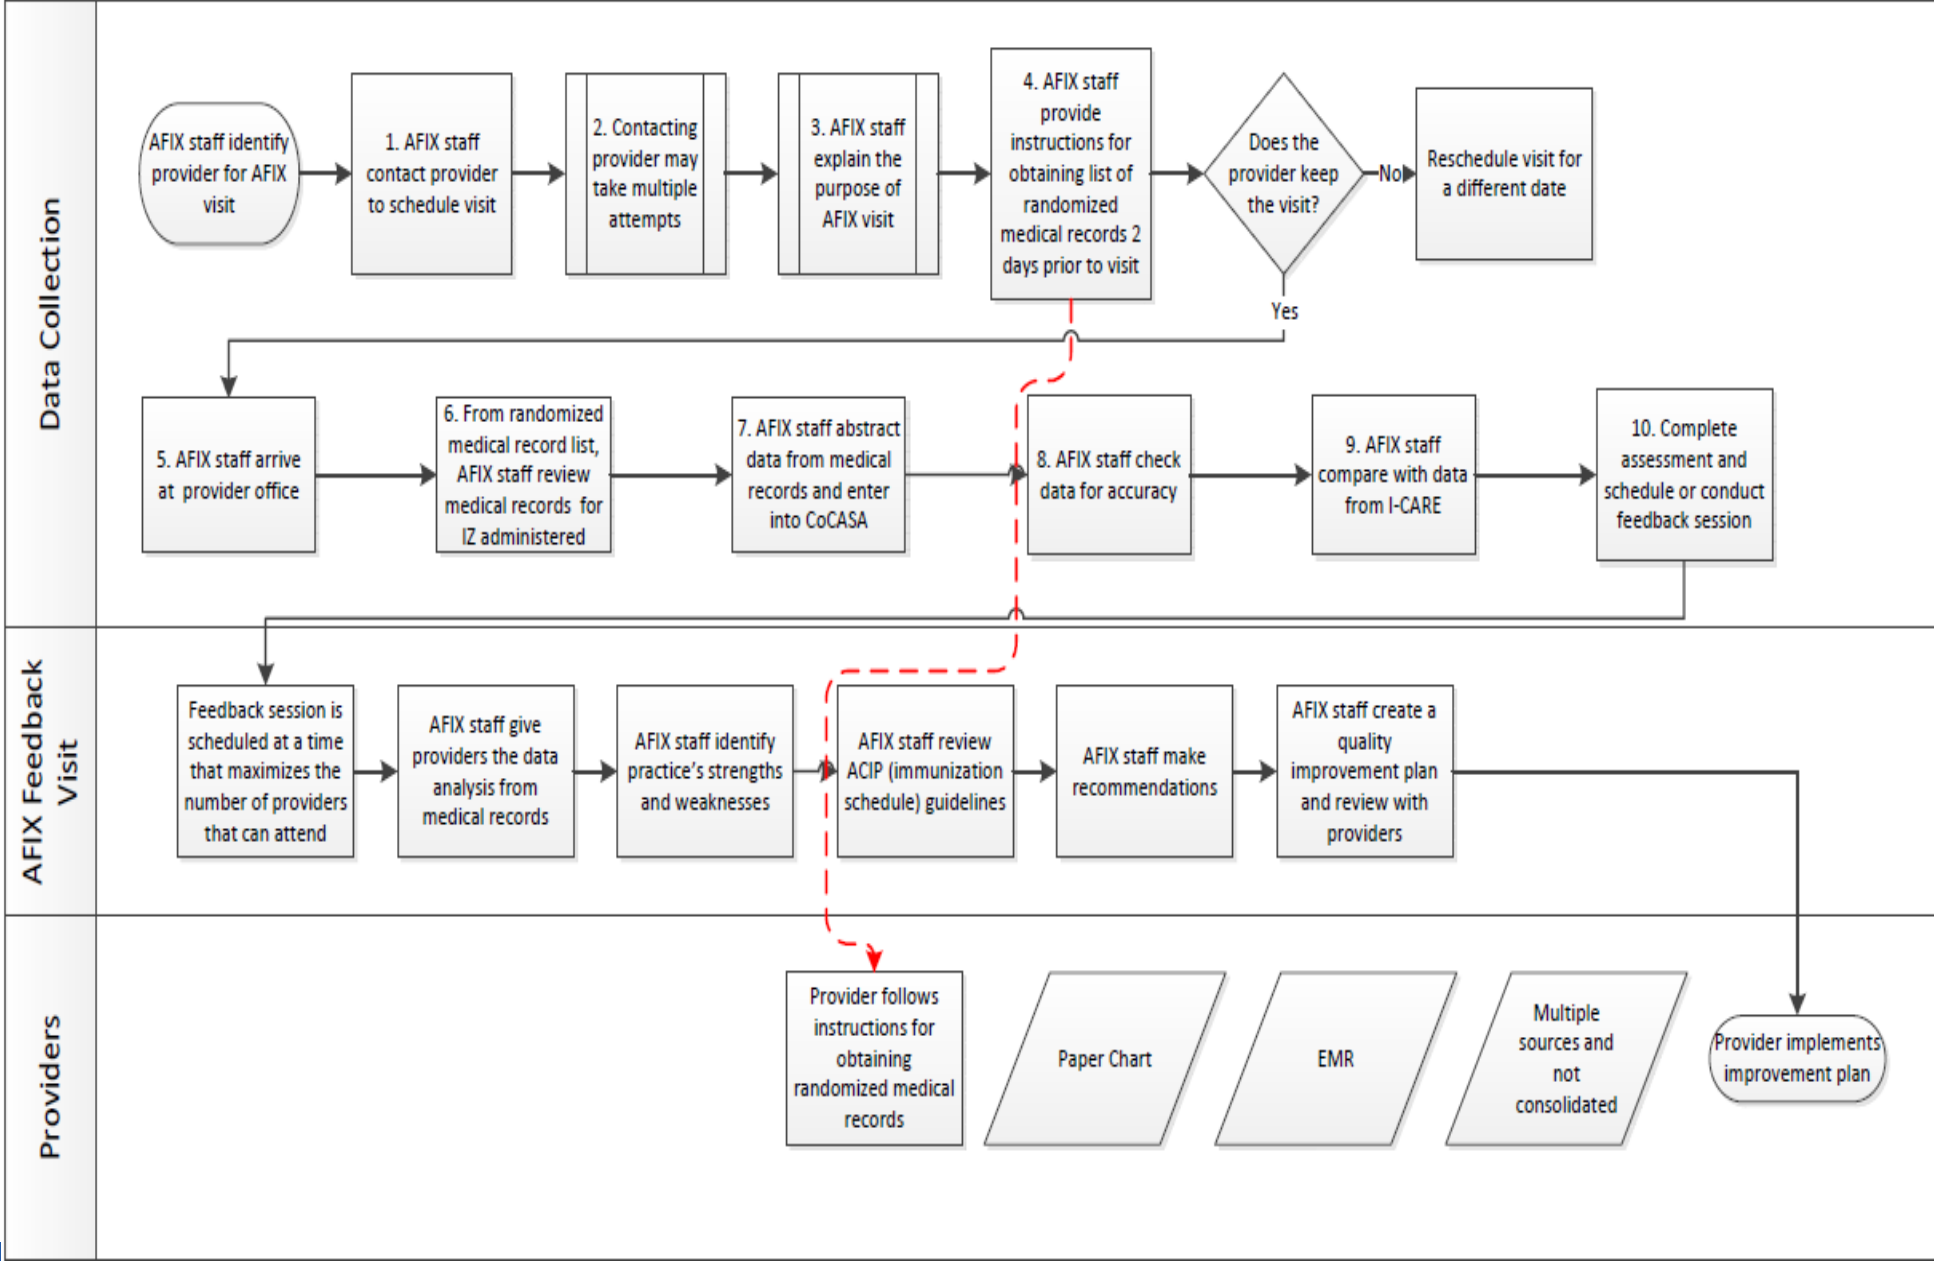 Data Collection
AFIX staff identify
provider for AFIX
visit
1. AFIX staff
contact provider
to schedule visit
2. Contacting
provider may
take multiple
attempts
3. AFIX staff
explain the
purpose of
AFIX visit
4. AFIX staff
provide
instructions for
obtaining list of
randomized
medical records 2
days prior to visit
Does the
provider keep
the visit?
No
Reschedule visit for
a different date
Yes
5. AFIX staff arrive
at provider office
6. From randomized
medical record list,
AFIX staff review
medical records for
IZ administered
7. AFIX staff abstract
data from medical
records and enter
into CoCASA
8. AFIX staff check
data for accuracy
9. AFIX staff
compare with data
from I-CARE
10. Complete
assessment and
schedule or conduct
feedback session
AFIX Feedback
Visit
Feedback session is
scheduled at a time
that maximizes the
number of providers
that can attend
AFIX staff give
providers the data
analysis from
medical records
AFIX staff identify
practice’s strengths
and weaknesses
AFIX staff review
ACIP (immunization
schedule) guidelines
AFIX staff make
recommendations
AFIX staff create a
quality
improvement plan
and review with
providers
Providers
Provider follows
instructions for
obtaining
randomized medical
records
Paper Chart
EMR
Multiple
sources and
not
consolidated
Provider implements
improvement plan